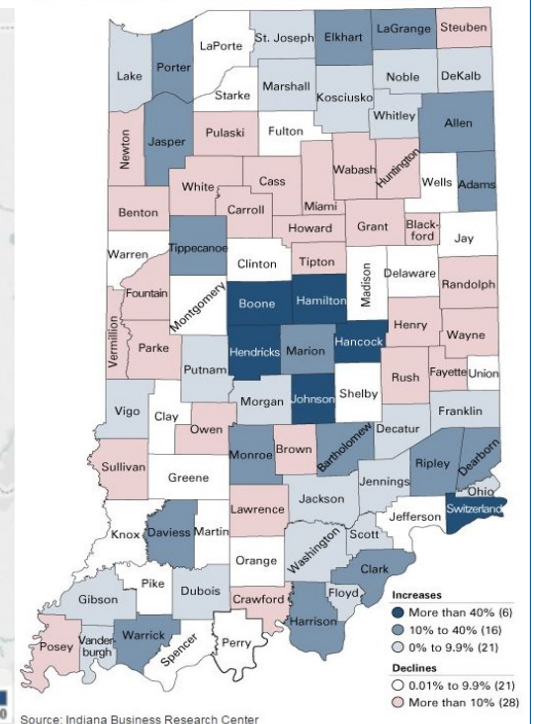 LaGrange
Steuben
St. Joseph
Elkhart
LaPorte
Porter
Lake
Noble
DeKalb
Marshall
Kosciusko
Starke
Whitley
Allen
Newton
Jasper
Pulaski
Fulton
Wabash
Huntington
Wells
Adams
White
Cass
Miami
Benton
Carroll
Howard
Grant
Black-
ford
Jay
Warren
Tippecanoe
Clinton
Tipton
Madison
Delaware
Randolph
Fountain
Montgomery
Boone
Hamilton
Vermillion
Parke
Henry
Wayne
Hendricks
Marion
Hancock
Putnam
Rush
Fayette
Union
Vigo
Clay
Morgan
Johnson
Shelby
Franklin
Owen
Decatur
Sullivan
Monroe
Brown
Bartholomew
Ripley
Dearborn
Greene
Jennings
Ohio
Jackson
Lawrence
Jefferson
Switzerland
Knox
Daviess
Martin
Orange
Washington
Scott
Clark
Pike
Dubois
Gibson
Crawford
Floyd
Harrison
Posey
Vander-
burgh
Warrick
Spencer
Perry
Increases
More than 40% (6)
10% to 40% (16)
0% to 9.9% (21)
Declines
0.01% to 9.9% (21)
More than 10% (28)
0
Source: Indiana Business Research Center